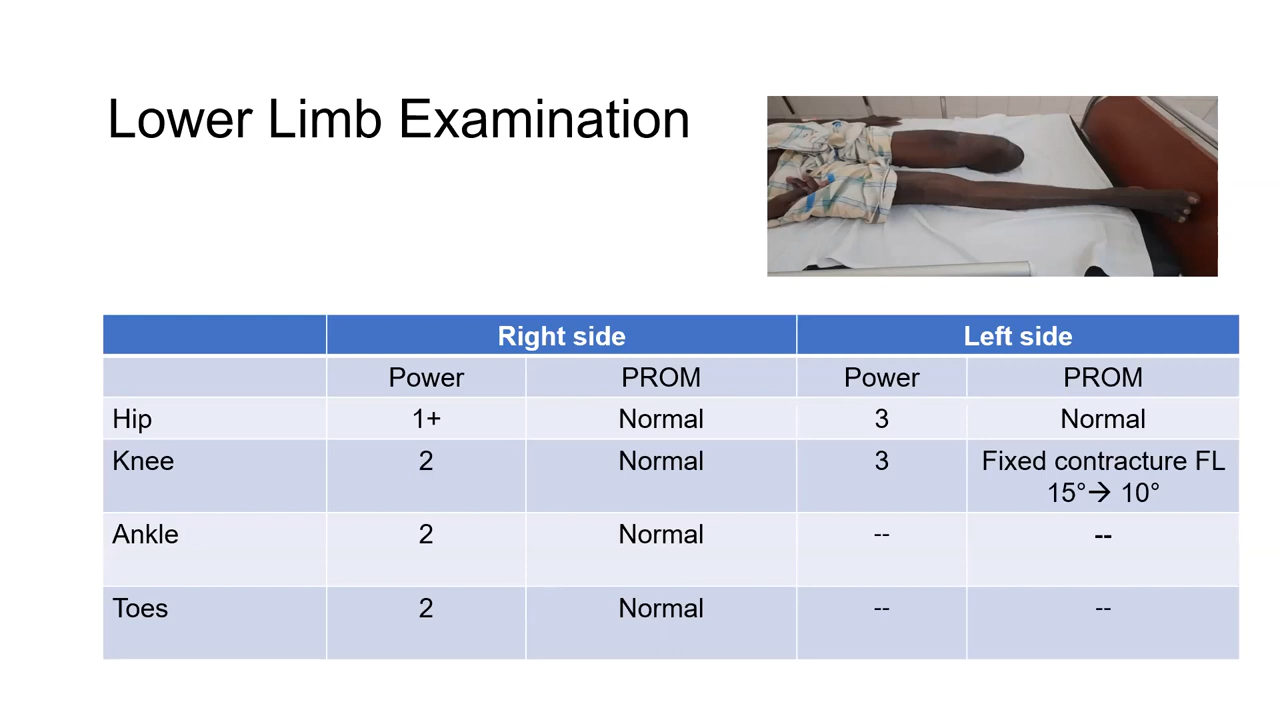 Lower Limb Examination
Right side Left side
Power PROM Power PROM
Hip 1+ Normal 3 Normal
Knee 2 Normal 3 Fixed contracture FL
15°→ 10°
Ankle 2 Normal -- --
Toes 2 Normal -- --